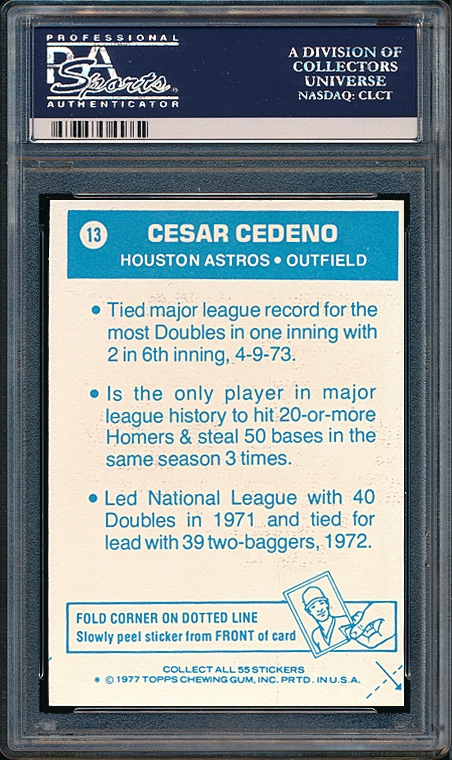 PROFESSIONAL
PSA
Sports
AUTHENTICATOR
A DIVISION OF
COLLECTORS
UNIVERSE
NASDAQ: CLCT
13
CESAR CEDENO
HOUSTON ASTROS • OUTFIELD
• Tied major league record for the
most Doubles in one inning with
2 in 6th inning, 4-9-73.
• Is the only player in major
league history to hit 20-or-more
Homers & steal 50 bases in the
same season 3 times.
• Led National League with 40
Doubles in 1971 and tied for
lead with 39 two-baggers, 1972.
FOLD CORNER ON DOTTED LINE
Slowly peel sticker from FRONT of card
COLLECT ALL 55 STICKERS
* © 1977 TOPPS CHEWING GUM, INC. PRTD. IN U.S.A.